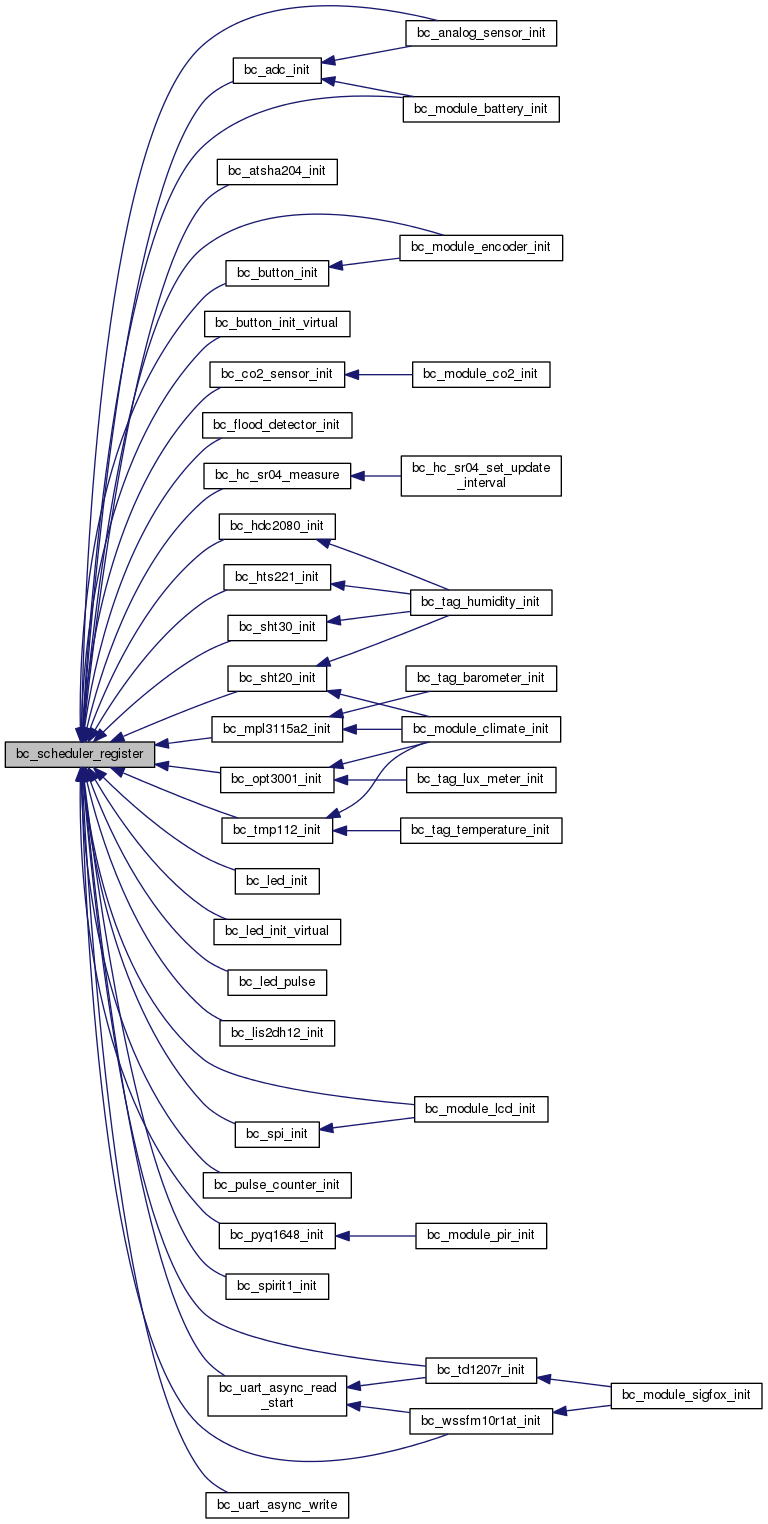 bc_analog_sensor_init
bc_adc_init
bc_module_battery_init
bc_atsha204_init
bc_module_encoder_init
bc_button_init
bc_button_init_virtual
bc_co2_sensor_init
bc_module_co2_init
bc_flood_detector_init
bc_hc_sr04_measure
bc_hc_sr04_set_update
_interval
bc_hdc2080_init
bc_hts221_init
bc_tag_humidity_init
bc_sht30_init
bc_sht20_init
bc_tag_barometer_init
bc_mpl3115a2_init
bc_module_climate_init
bc_scheduler_register
bc_opt3001_init
bc_tag_lux_meter_init
bc_tmp112_init
bc_tag_temperature_init
bc_led_init
bc_led_init_virtual
bc_led_pulse
bc_lis2dh12_init
bc_module_lcd_init
bc_spi_init
bc_pulse_counter_init
bc_pyq1648_init
bc_module_pir_init
bc_spirit1_init
bc_td1207r_init
bc_uart_async_read
_start
bc_module_sigfox_init
bc_wssfm10r1at_init
bc_uart_async_write